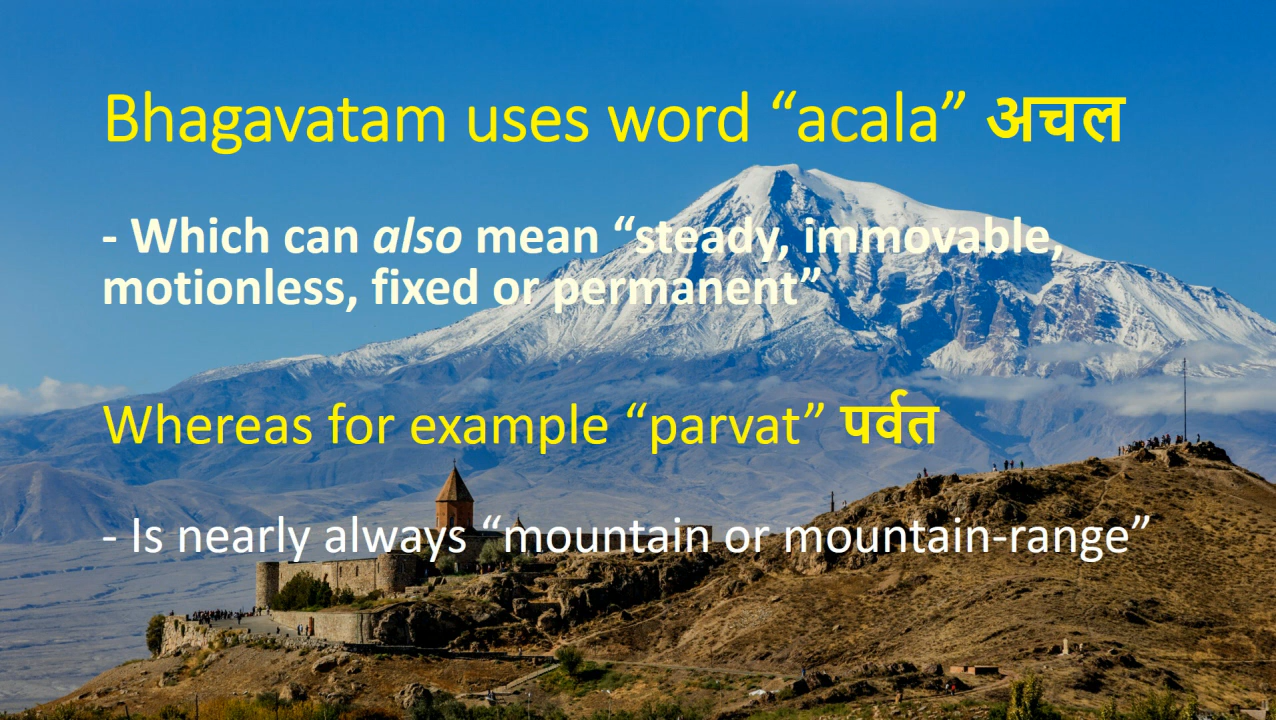 Bhagavatam uses word “acala” अचल
- Which can also mean “steady, immovable,
motionless, fixed or permanent”
Whereas for example “parvat” पर्वत
- Is nearly always “mountain or mountain-range”